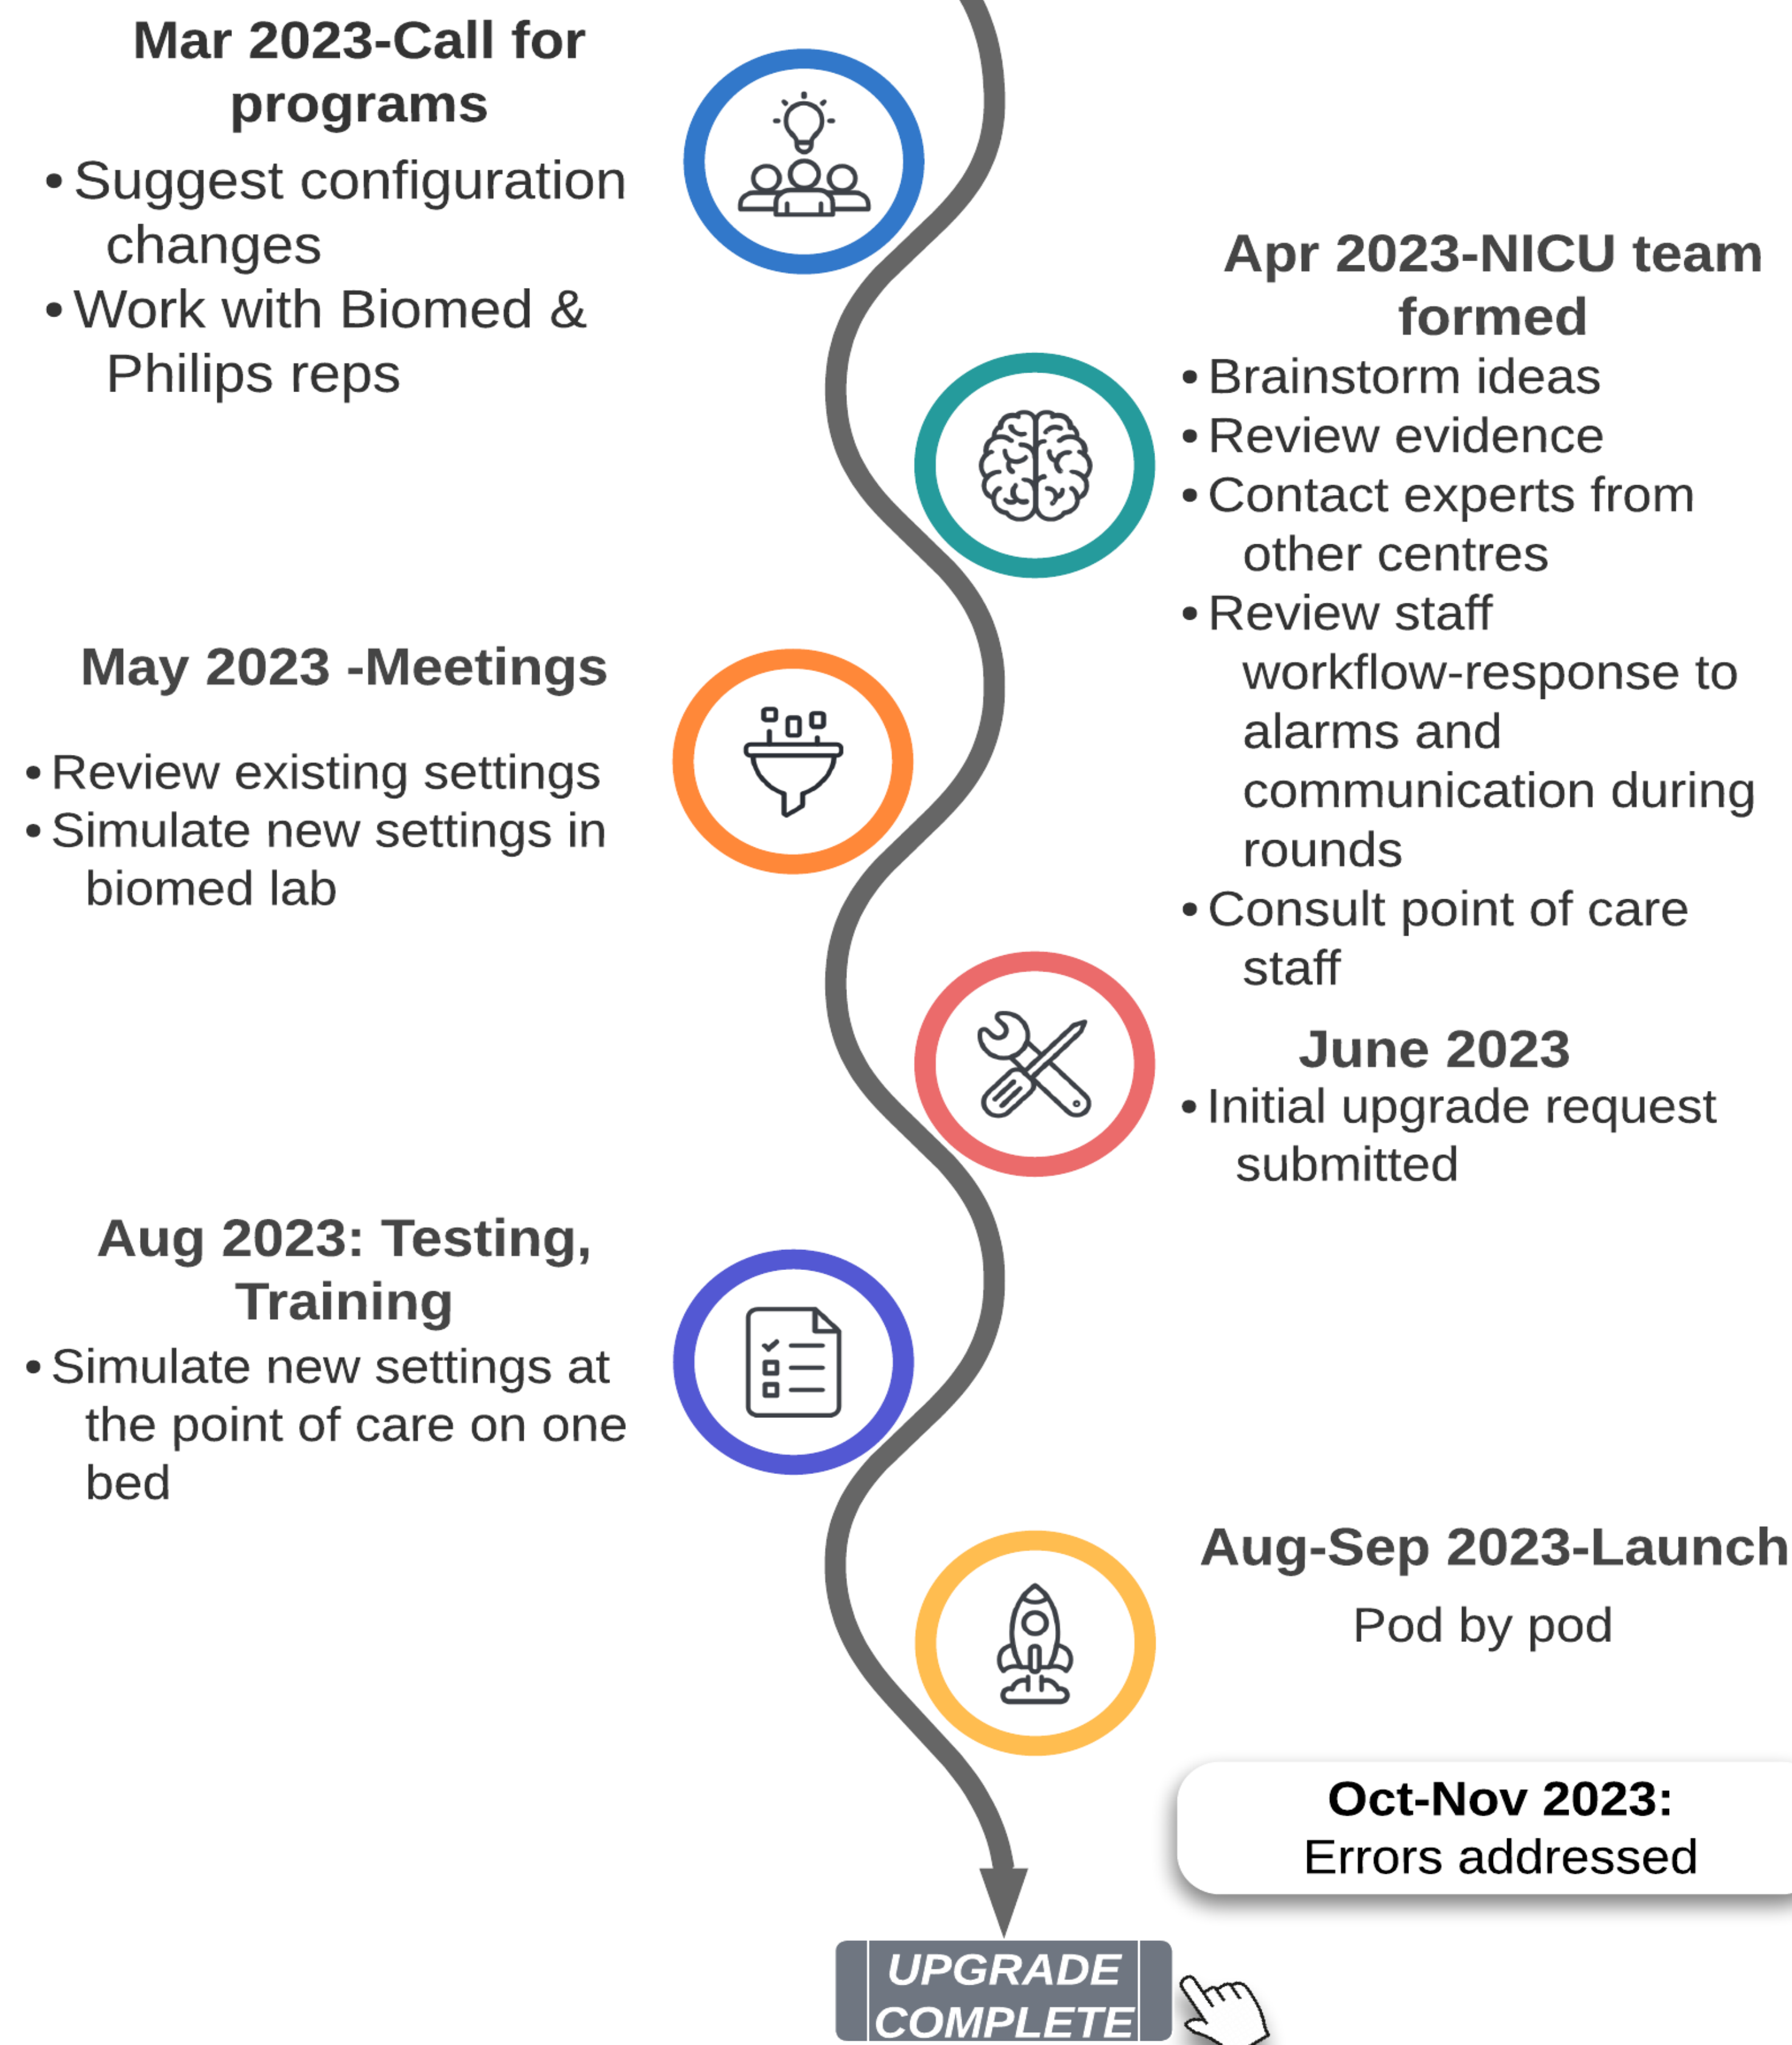 Mar 2023-Call for
programs
• Suggest configuration
changes
• Work with Biomed &
Philips reps
Apr 2023-NICU team
formed
• Brainstorm ideas
• Review evidence
• Contact experts from
other centres
• Review staff
workflow-response to
alarms and
communication during
rounds
• Consult point of care
staff
May 2023 -Meetings
• Review existing settings
• Simulate new settings in
biomed lab
June 2023
• Initial upgrade request
submitted
Aug 2023: Testing,
Training
• Simulate new settings at
the point of care on one
bed
Aug-Sep 2023-Launch
Pod by pod
Oct-Nov 2023:
Errors addressed
UPGRADE
COMPLETE